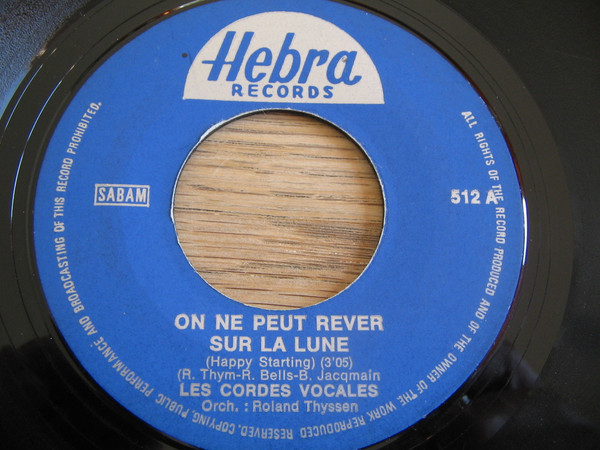 Hebra
RECORDS
SABAM
512 A
ON NE PEUT REVER
SUR LA LUNE
(Happy Starting) (3'05)
(R. Thym-R. Bells-B. Jacqmain
LES CORDES VOCALES
Orch. : Roland Thyssen
ALL RIGHTS OF THE RECORD PRODUCED AND OF THE OWNER OF THE WORK REPRODUCED RESERVED. COPYING, PUBLIC PERFORMANCE AND BROADCASTING OF THIS RECORD PROHIBITED.